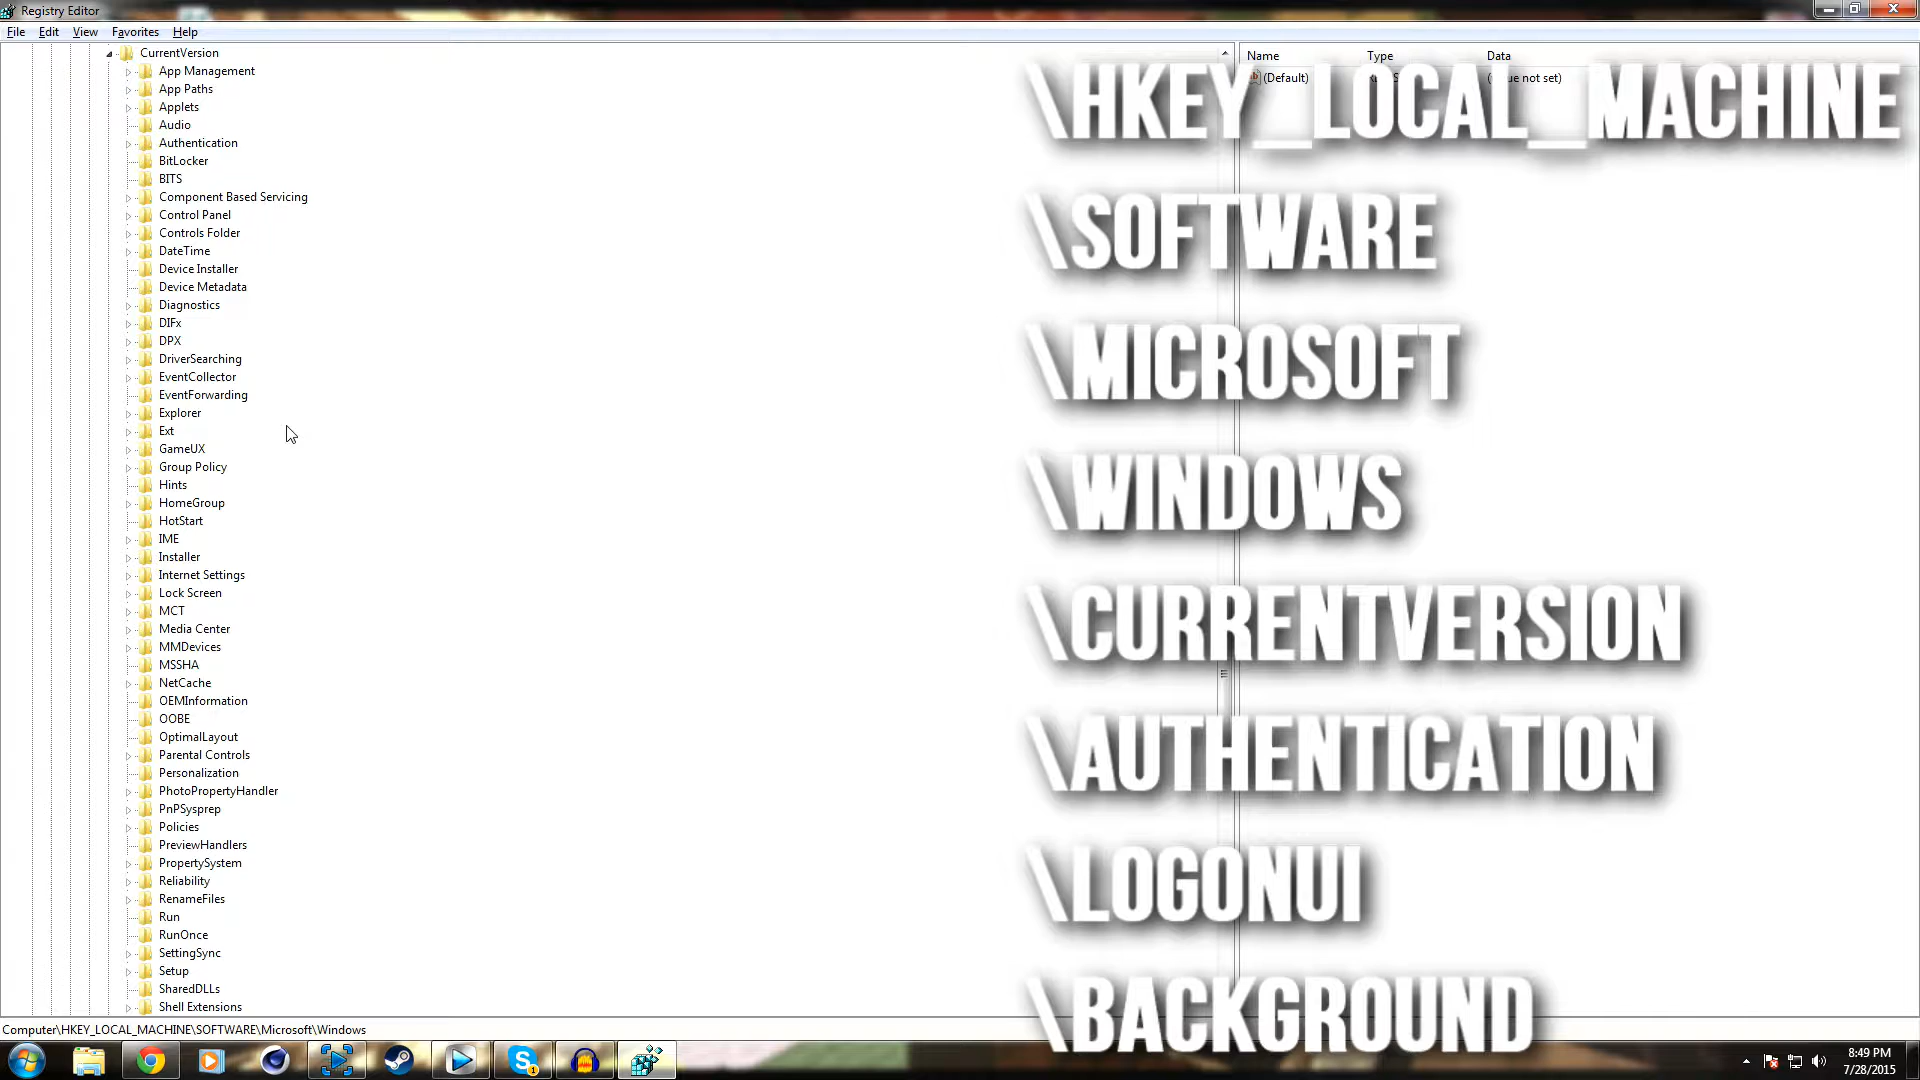 Registry Editor
File Edit View Favorites Help
CurrentVersion
App Management
App Paths
Applets
Audio
Authentication
BitLocker
BITS
Component Based Servicing
Control Panel
Controls Folder
DateTime
Device Installer
Device Metadata
Diagnostics
DIFx
DPX
DriverSearching
EventCollector
EventForwarding
Explorer
Ext
GameUX
Group Policy
Hints
HomeGroup
HotStart
IME
Installer
Internet Settings
Lock Screen
MCT
Media Center
MMDevices
MSSHA
NetCache
OEMInformation
OOBE
OptimalLayout
Parental Controls
Personalization
PhotoPropertyHandler
PnPSysprep
Policies
PreviewHandlers
PropertySystem
Reliability
RenameFiles
Run
RunOnce
SettingSync
Setup
SharedDLLs
Shell Extensions
Name Type Data
(Default) not set)
\HKEY_LOCAL_MACHINE
\SOFTWARE
\MICROSOFT
\WINDOWS
\CURRENTVERSION
\AUTHENTICATION
\LOGONUI
\BACKGROUND
Computer\HKEY_LOCAL_MACHINE\SOFTWARE\Microsoft\Windows
8:49 PM
7/28/2015